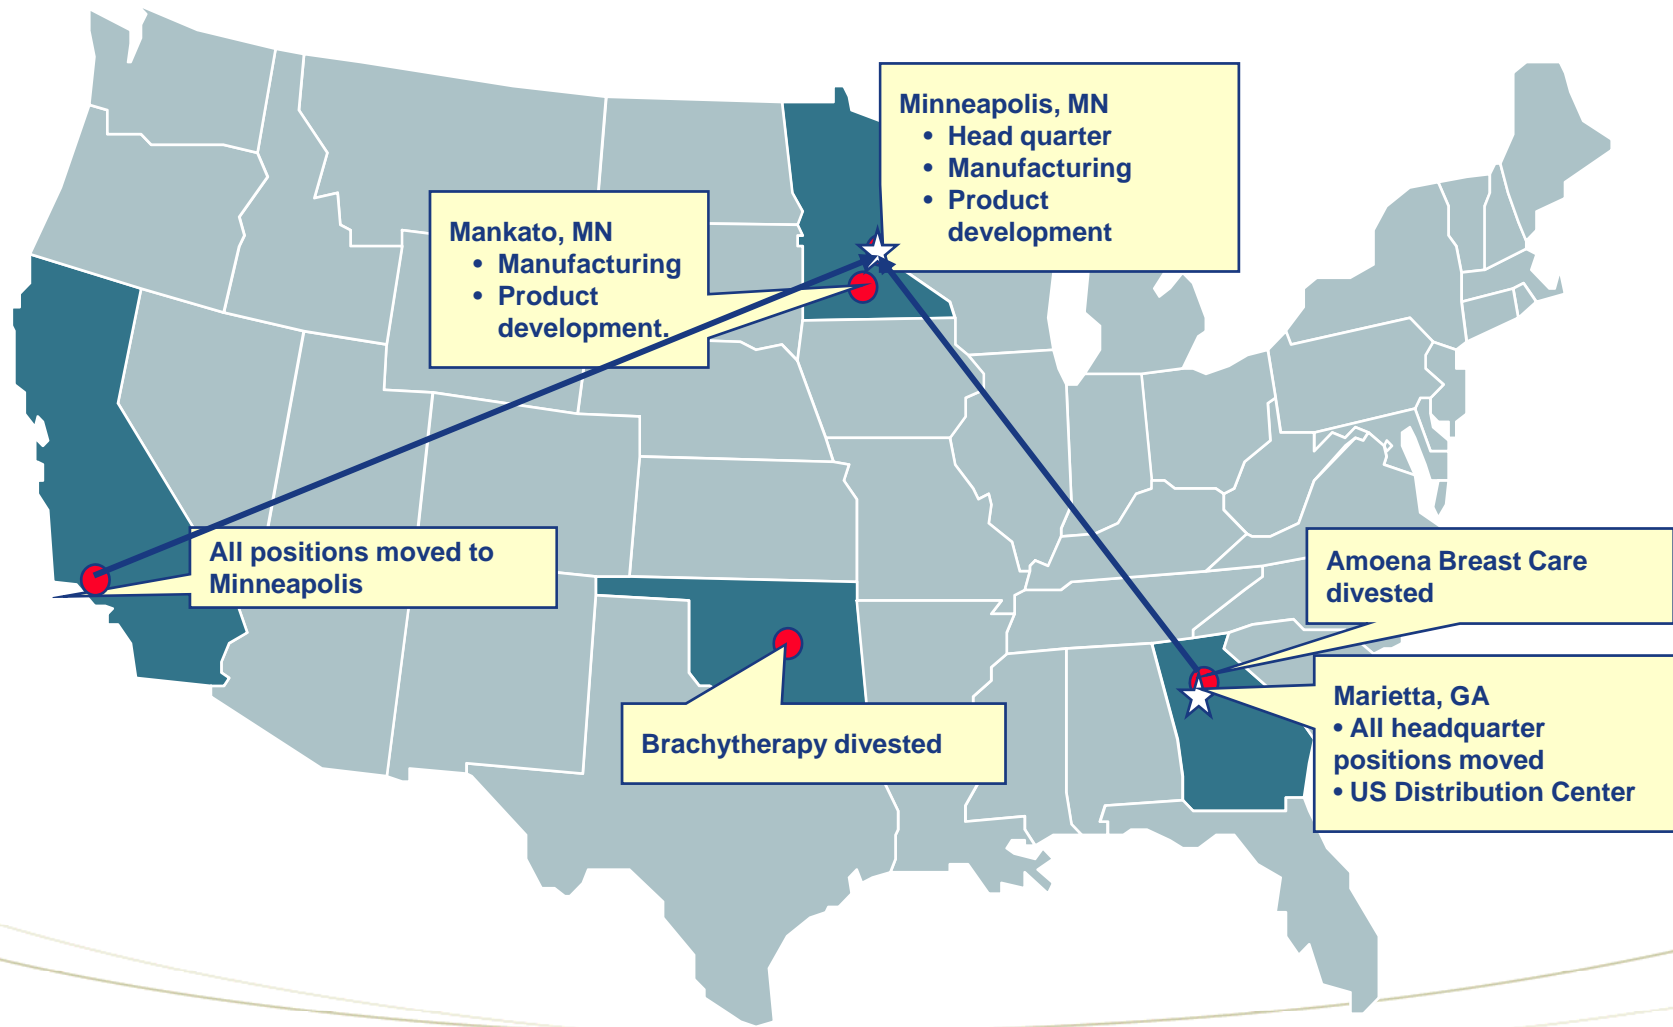 Minneapolis, MN
• Head quarter
• Manufacturing
• Product
development
Mankato, MN
• Manufacturing
• Product
development.
All positions moved to
Minneapolis
Amoena Breast Care
divested
Brachytherapy divested
Marietta, GA
• All headquarter
positions moved
• US Distribution Center